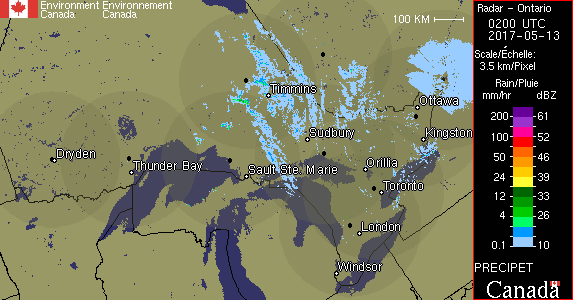 Environment Environnement
Canada Canada
100 KM
Timmins
Ottawa
Sudbury
Kingston
Dryden
Thunder Bay
Sault Ste. Marie
Orillia
Toronto
London
Windsor
Radar - Ontario
0200 UTC
2017-05-13
Scale/Échelle:
3.5 km/Pixel
Rain/Pluie
mm/hr dBZ
200 61
100 52
50 46
24 39
12 33
4 26
0.1 10
PRECIPET
Canada